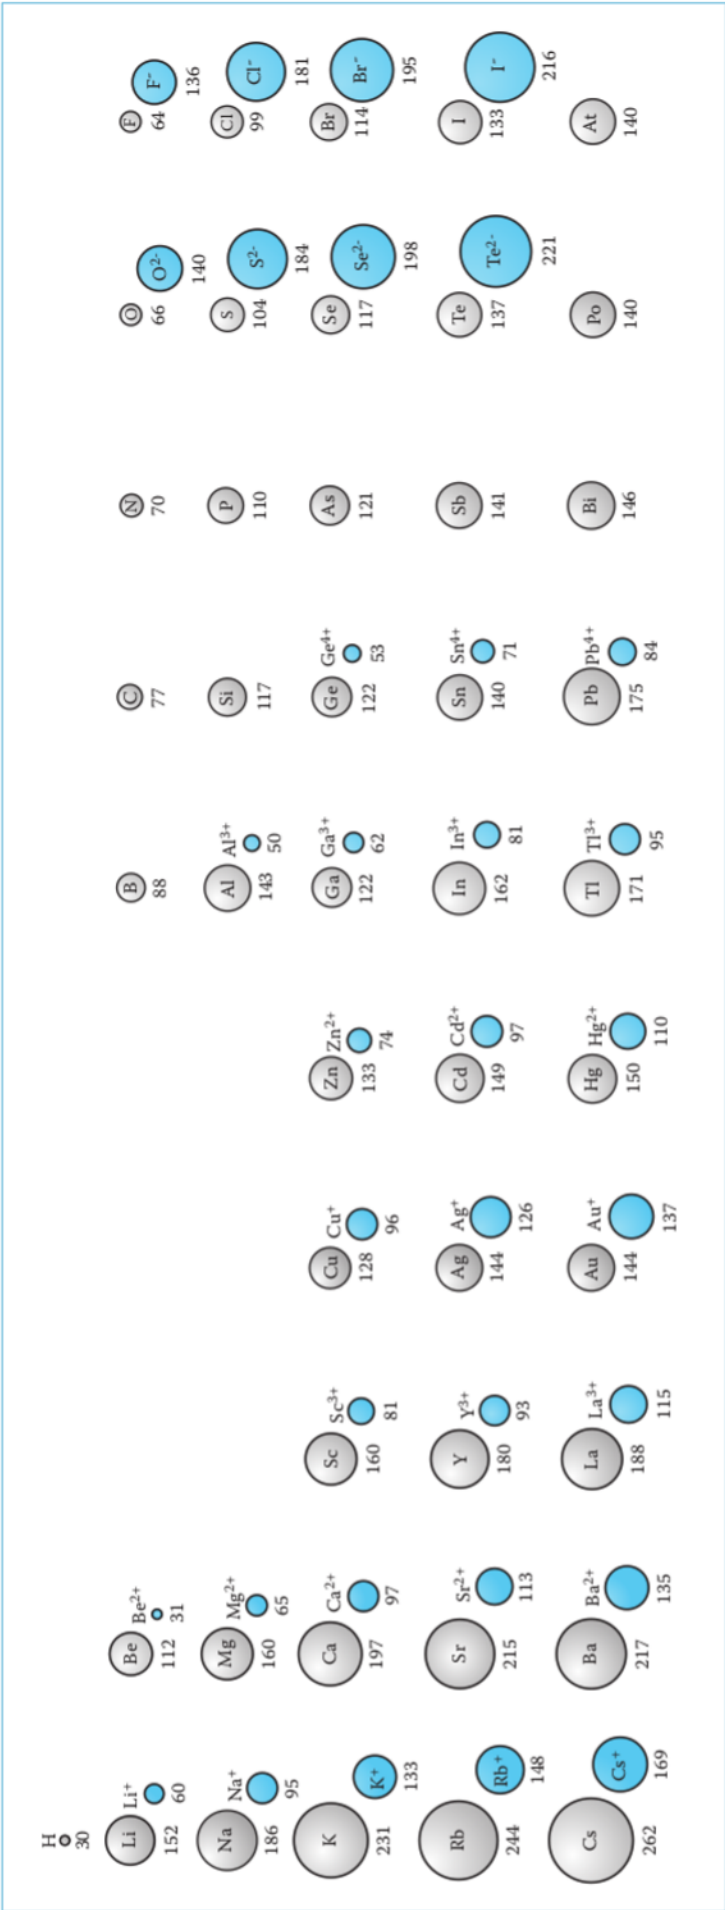 H
30
Li Li⁺ Be Be²⁺ B C N O O²⁻ F F⁻
152 60 112 31 88 77 70 66 140 64 136
Na Na⁺ Mg Mg²⁺ Al Al³⁺ Si P S S²⁻ Cl Cl⁻
186 95 160 65 143 50 117 110 104 184 99 181
K K⁺ Ca Ca²⁺ Sc Sc³⁺ Cu Cu⁺ Zn Zn²⁺ Ga Ga³⁺ Ge Ge⁴⁺ As Se Se²⁻ Br Br⁻
231 133 197 97 160 81 128 96 133 74 122 62 122 53 121 117 198 114 195
Rb Rb⁺ Sr Sr²⁺ Y Y³⁺ Ag Ag⁺ Cd Cd²⁺ In In³⁺ Sn Sn⁴⁺ Sb Te Te²⁻ I I⁻
244 148 215 113 180 93 144 126 149 97 162 81 140 71 141 137 221 133 216
Cs Cs⁺ Ba Ba²⁺ La La³⁺ Au Au⁺ Hg Hg²⁺ Tl Tl³⁺ Pb Pb⁴⁺ Bi Po At
262 169 217 135 188 115 144 137 150 110 171 95 175 84 146 140 140